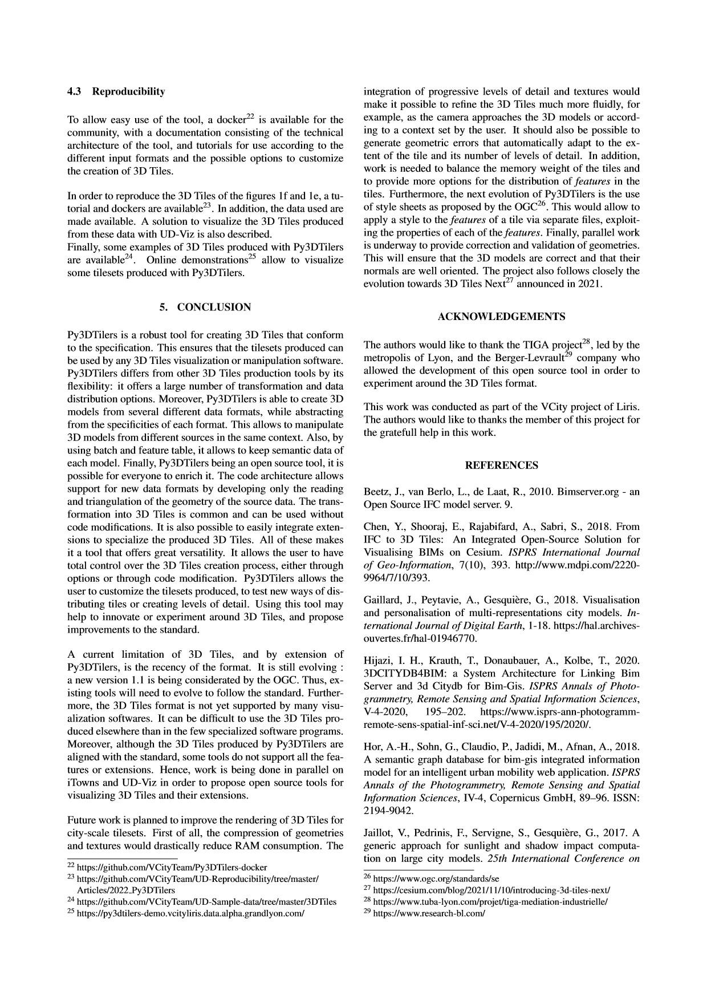 4.3 Reproducibility
To allow easy use of the tool, a docker22 is available for the
community, with a documentation consisting of the technical
architecture of the tool, and tutorials for use according to the
different input formats and the possible options to customize
the creation of 3D Tiles.
In order to reproduce the 3D Tiles of the figures 1f and 1e, a tu-
torial and dockers are available23. In addition, the data used are
made available. A solution to visualize the 3D Tiles produced
from these data with UD-Viz is also described.
Finally, some examples of 3D Tiles produced with Py3DTilers
are available24. Online demonstrations25 allow to visualize
some tilesets produced with Py3DTilers.
5. CONCLUSION
Py3DTilers is a robust tool for creating 3D Tiles that conform
to the specification. This ensures that the tilesets produced can
be used by any 3D Tiles visualization or manipulation software.
Py3DTilers differs from other 3D Tiles production tools by its
flexibility: it offers a large number of transformation and data
distribution options. Moreover, Py3DTilers is able to create 3D
models from several different data formats, while abstracting
from the specificities of each format. This allows to manipulate
3D models from different sources in the same context. Also, by
using batch and feature table, it allows to keep semantic data of
each model. Finally, Py3DTilers being an open source tool, it is
possible for everyone to enrich it. The code architecture allows
support for new data formats by developing only the reading
and triangulation of the geometry of the source data. The trans-
formation into 3D Tiles is common and can be used without
code modifications. It is also possible to easily integrate exten-
sions to specialize the produced 3D Tiles. All of these makes
it a tool that offers great versatility. It allows the user to have
total control over the 3D Tiles creation process, either through
options or through code modification. Py3DTilers allows the
user to customize the tilesets produced, to test new ways of dis-
tributing tiles or creating levels of detail. Using this tool may
help to innovate or experiment around 3D Tiles, and propose
improvements to the standard.
A current limitation of 3D Tiles, and by extension of
Py3DTilers, is the recency of the format. It is still evolving :
a new version 1.1 is being considerated by the OGC. Thus, ex-
isting tools will need to evolve to follow the standard. Further-
more, the 3D Tiles format is not yet supported by many visu-
alization softwares. It can be difficult to use the 3D Tiles pro-
duced elsewhere than in the few specialized software programs.
Moreover, although the 3D Tiles produced by Py3DTilers are
aligned with the standard, some tools do not support all the fea-
tures or extensions. Hence, work is being done in parallel on
iTowns and UD-Viz in order to propose open source tools for
visualizing 3D Tiles and their extensions.
Future work is planned to improve the rendering of 3D Tiles for
city-scale tilesets. First of all, the compression of geometries
and textures would drastically reduce RAM consumption. The
22 https://github.com/VCityTeam/Py3DTilers-docker
23 https://github.com/VCityTeam/UD-Reproducibility/tree/master/
Articles/2022_Py3DTilers
24 https://github.com/VCityTeam/UD-Sample-data/tree/master/3DTiles
25 https://py3dtilers-demo.vcityliris.data.alpha.grandlyon.com/
integration of progressive levels of detail and textures would
make it possible to refine the 3D Tiles much more fluidly, for
example, as the camera approaches the 3D models or accord-
ing to a context set by the user. It should also be possible to
generate geometric errors that automatically adapt to the ex-
tent of the tile and its number of levels of detail. In addition,
work is needed to balance the memory weight of the tiles and
to provide more options for the distribution of features in the
tiles. Furthermore, the next evolution of Py3DTilers is the use
of style sheets as proposed by the OGC26. This would allow to
apply a style to the features of a tile via separate files, exploit-
ing the properties of each of the features. Finally, parallel work
is underway to provide correction and validation of geometries.
This will ensure that the 3D models are correct and that their
normals are well oriented. The project also follows closely the
evolution towards 3D Tiles Next27 announced in 2021.
ACKNOWLEDGEMENTS
The authors would like to thank the TIGA project28, led by the
metropolis of Lyon, and the Berger-Levrault29 company who
allowed the development of this open source tool in order to
experiment around the 3D Tiles format.
This work was conducted as part of the VCity project of Liris.
The authors would like to thanks the member of this project for
the gratefull help in this work.
REFERENCES
Beetz, J., van Berlo, L., de Laat, R., 2010. Bimserver.org - an
Open Source IFC model server. 9.
Chen, Y., Shooraj, E., Rajabifard, A., Sabri, S., 2018. From
IFC to 3D Tiles: An Integrated Open-Source Solution for
Visualising BIMs on Cesium. ISPRS International Journal
of Geo-Information, 7(10), 393. http://www.mdpi.com/2220-
9964/7/10/393.
Gaillard, J., Peytavie, A., Gesquière, G., 2018. Visualisation
and personalisation of multi-representations city models. In-
ternational Journal of Digital Earth, 1-18. https://hal.archives-
ouvertes.fr/hal-01946770.
Hijazi, I. H., Krauth, T., Donaubauer, A., Kolbe, T., 2020.
3DCITYDB4BIM: a System Architecture for Linking Bim
Server and 3d Citydb for Bim-Gis. ISPRS Annals of Photo-
grammetry, Remote Sensing and Spatial Information Sciences,
V-4-2020, 195–202. https://www.isprs-ann-photogramm-
remote-sens-spatial-inf-sci.net/V-4-2020/195/2020/.
Hor, A.-H., Sohn, G., Claudio, P., Jadidi, M., Afnan, A., 2018.
A semantic graph database for bim-gis integrated information
model for an intelligent urban mobility web application. ISPRS
Annals of the Photogrammetry, Remote Sensing and Spatial
Information Sciences, IV-4, Copernicus GmbH, 89–96. ISSN:
2194-9042.
Jaillot, V., Pedrinis, F., Servigne, S., Gesquière, G., 2017. A
generic approach for sunlight and shadow impact computa-
tion on large city models. 25th International Conference on
26 https://www.ogc.org/standards/se
27 https://cesium.com/blog/2021/11/10/introducing-3d-tiles-next/
28 https://www.tuba-lyon.com/projet/tiga-mediation-industrielle/
29 https://www.research-bl.com/